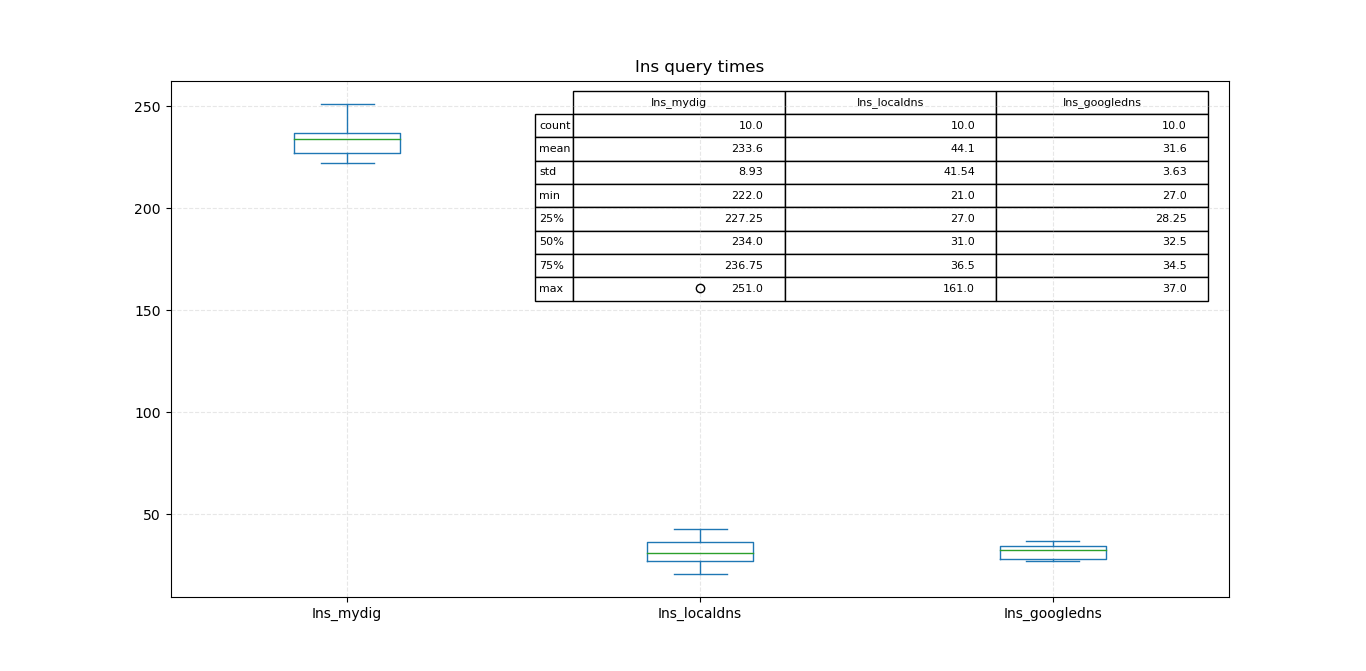 Ins query times
250
200
150
100
50
Ins_mydig Ins_localdns Ins_googledns
count 10.0 10.0 10.0
mean 233.6 44.1 31.6
std 8.93 41.54 3.63
min 222.0 21.0 27.0
25% 227.25 27.0 28.25
50% 234.0 31.0 32.5
75% 236.75 36.5 34.5
max 251.0 161.0 37.0
Ins_mydig Ins_localdns Ins_googledns